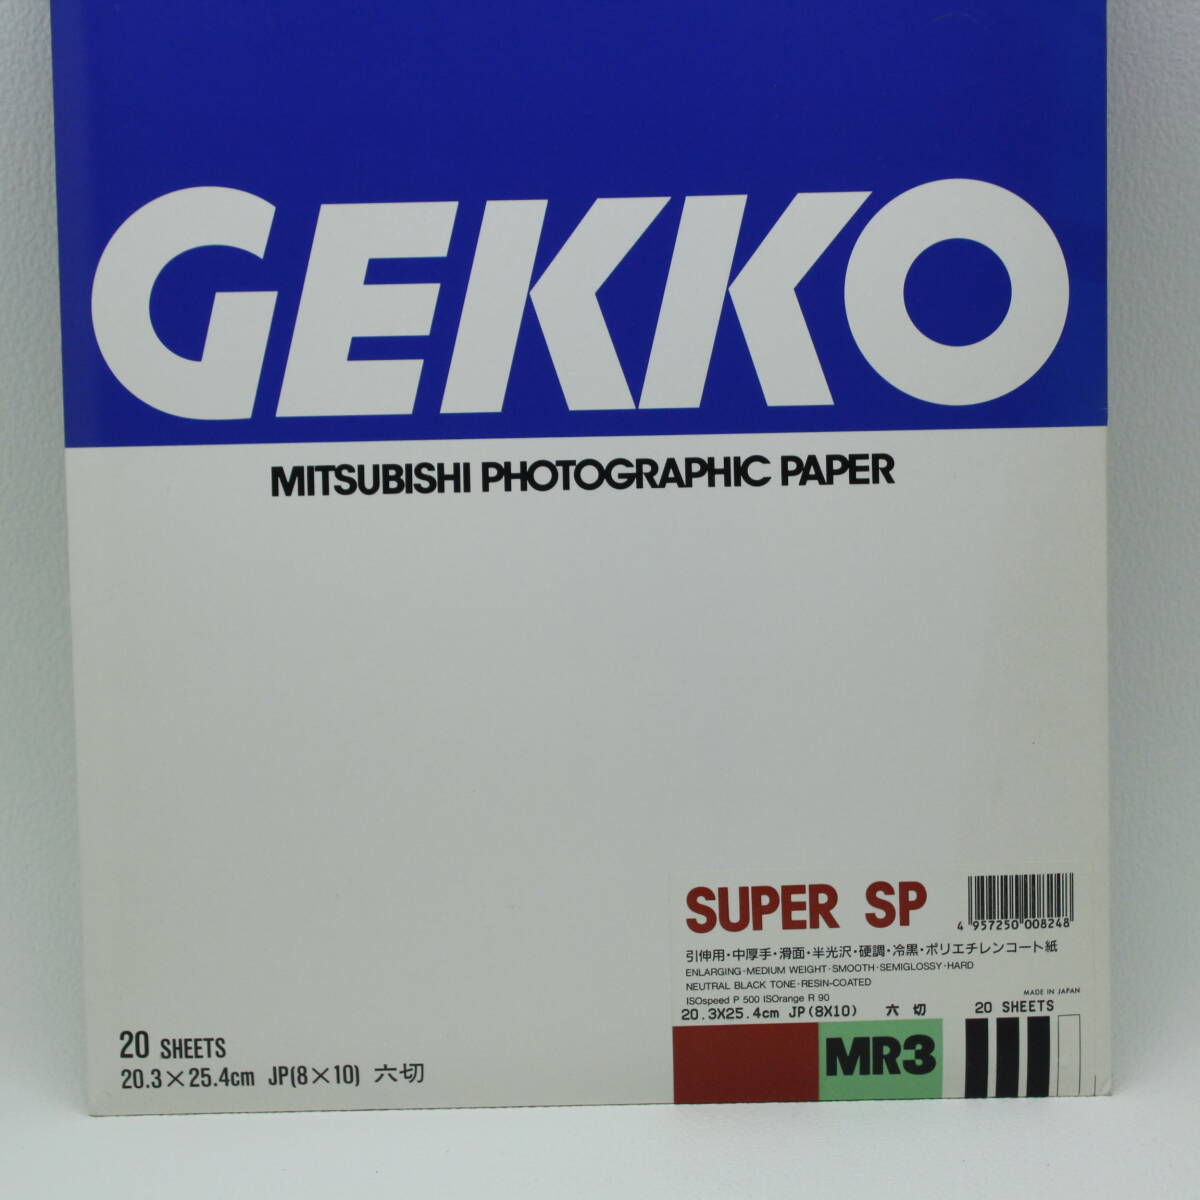 GEKKO
MITSUBISHI PHOTOGRAPHIC PAPER
SUPER SP
4 957250 008248
引伸用・中厚手・滑面・半光沢・硬調・冷黒・ポリエチレンコート紙
ENLARGING・MEDIUM WEIGHT・SMOOTH・SEMIGLOSSY・HARD
NEUTRAL BLACK TONE・RESIN-COATED
ISOspeed P 500 ISOrange R 90
MADE IN JAPAN
20.3X25.4cm JP(8X10) 六 切 20 SHEETS
MR3
20 SHEETS
20.3×25.4cm JP(8×10) 六切